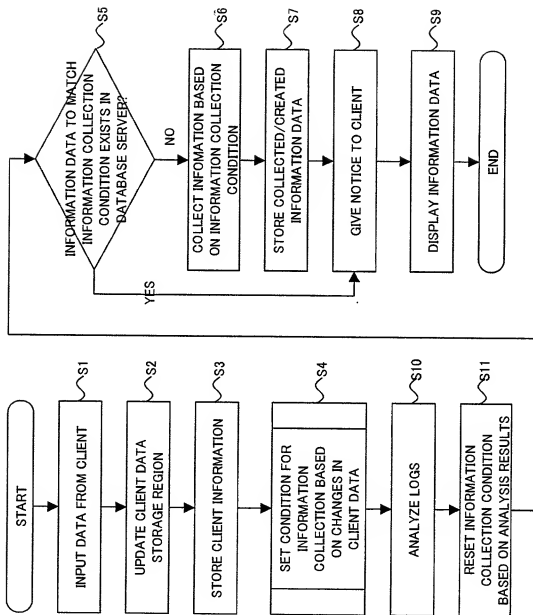 START
S1
INPUT DATA FROM CLIENT
S2
UPDATE CLIENT DATA
STORAGE REGION
S3
STORE CLIENT INFORMATION
S4
SET CONDITION FOR
INFORMATION
COLLECTION BASED
ON CHANGES IN
CLIENT DATA
S10
ANALYZE LOGS
S11
RESET INFORMATION
COLLECTION CONDITION
BASED ON ANALYSIS RESULTS
S5
INFORMATION DATA TO MATCH
INFORMATION COLLECTION
CONDITION EXISTS IN
DATABASE SERVER?
YES
NO
S6
COLLECT INFOMATION BASED
ON INFORMATION COLLECTION
CONDITION
S7
STORE COLLECTED/CREATED
INFORMATION DATA
S8
GIVE NOTICE TO CLIENT
S9
DISPLAY INFORMATION DATA
END